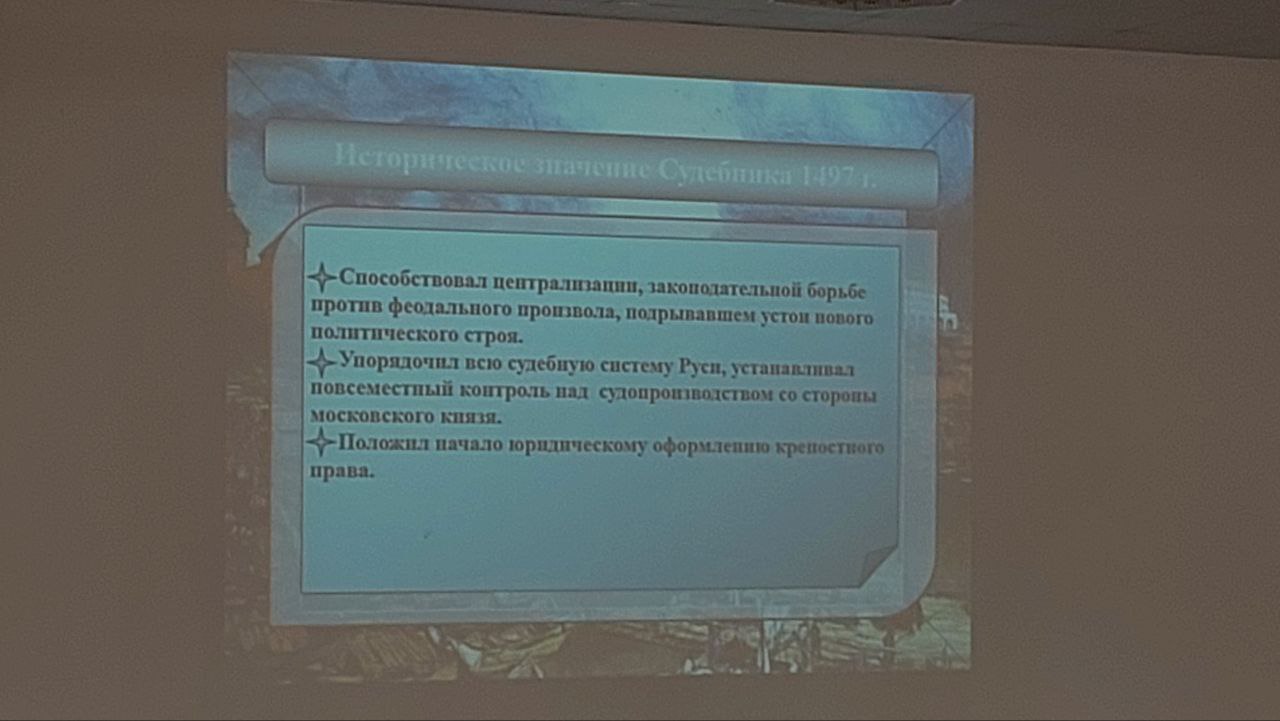 Историческое значение Судебника 1497 г.
Способствовал централизации, законодательной борьбе
против феодального произвола, подрывавшем устои нового
политического строя.
Упорядочил всю судебную систему Руси, устанавливал
повсеместный контроль над судопроизводством со стороны
московского князя.
Положил начало юридическому оформлению крепостного
права.